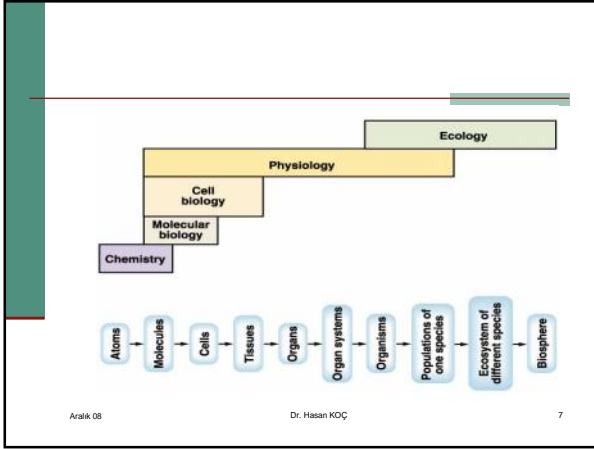 Ecology
Physiology
Cell
biology
Molecular
biology
Chemistry
Atoms
Molecules
Cells
Tissues
Organs
Organ systems
Organisms
Populations of
one species
Ecosystem of
different species
Biosphere
Aralık 08
Dr. Hasan KOÇ
7